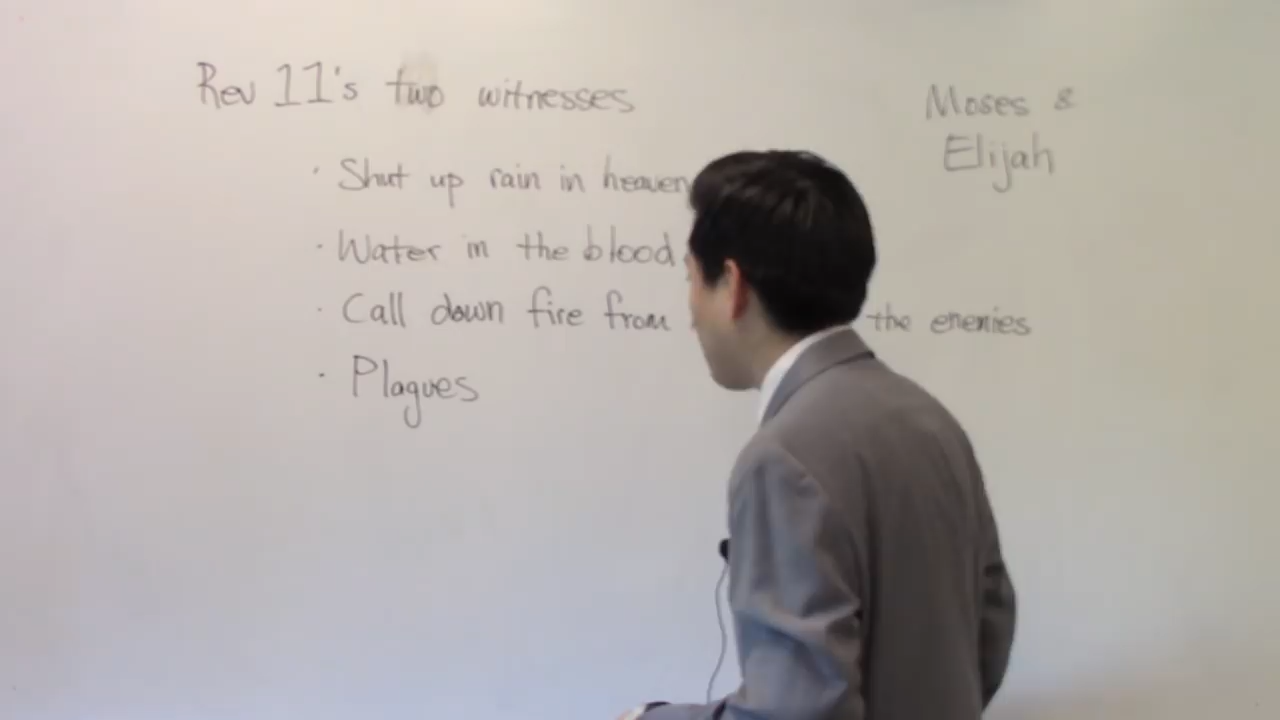 Rev 11's two witnesses
Moses &
Elijah
· Shut up rain in heaven
· Water in the blood
· Call down fire from the enemies
· Plagues